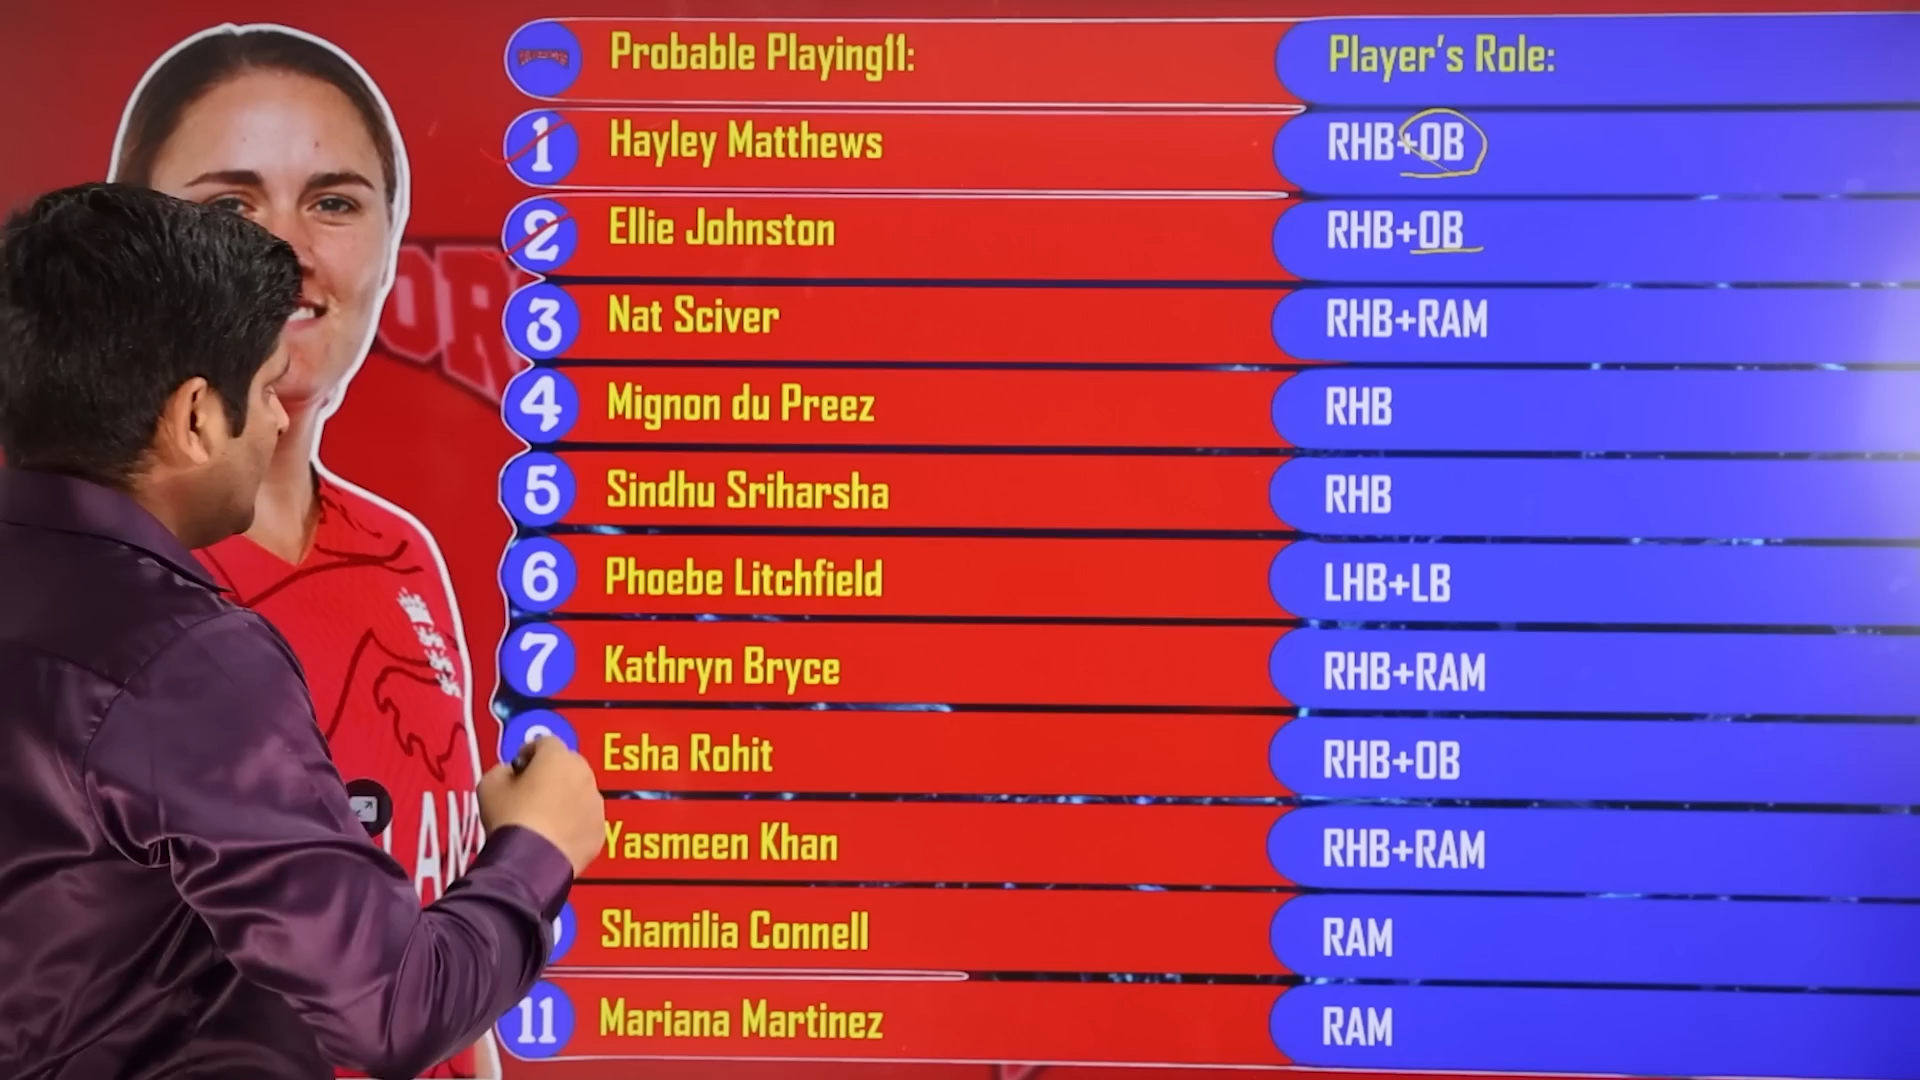 Probable Playing11: Player's Role:
1 Hayley Matthews RHB+OB
2 Ellie Johnston RHB+OB
3 Nat Sciver RHB+RAM
4 Mignon du Preez RHB
5 Sindhu Sriharsha RHB
6 Phoebe Litchfield LHB+LB
7 Kathryn Bryce RHB+RAM
Esha Rohit RHB+OB
Yasmeen Khan RHB+RAM
Shamilia Connell RAM
11 Mariana Martinez RAM